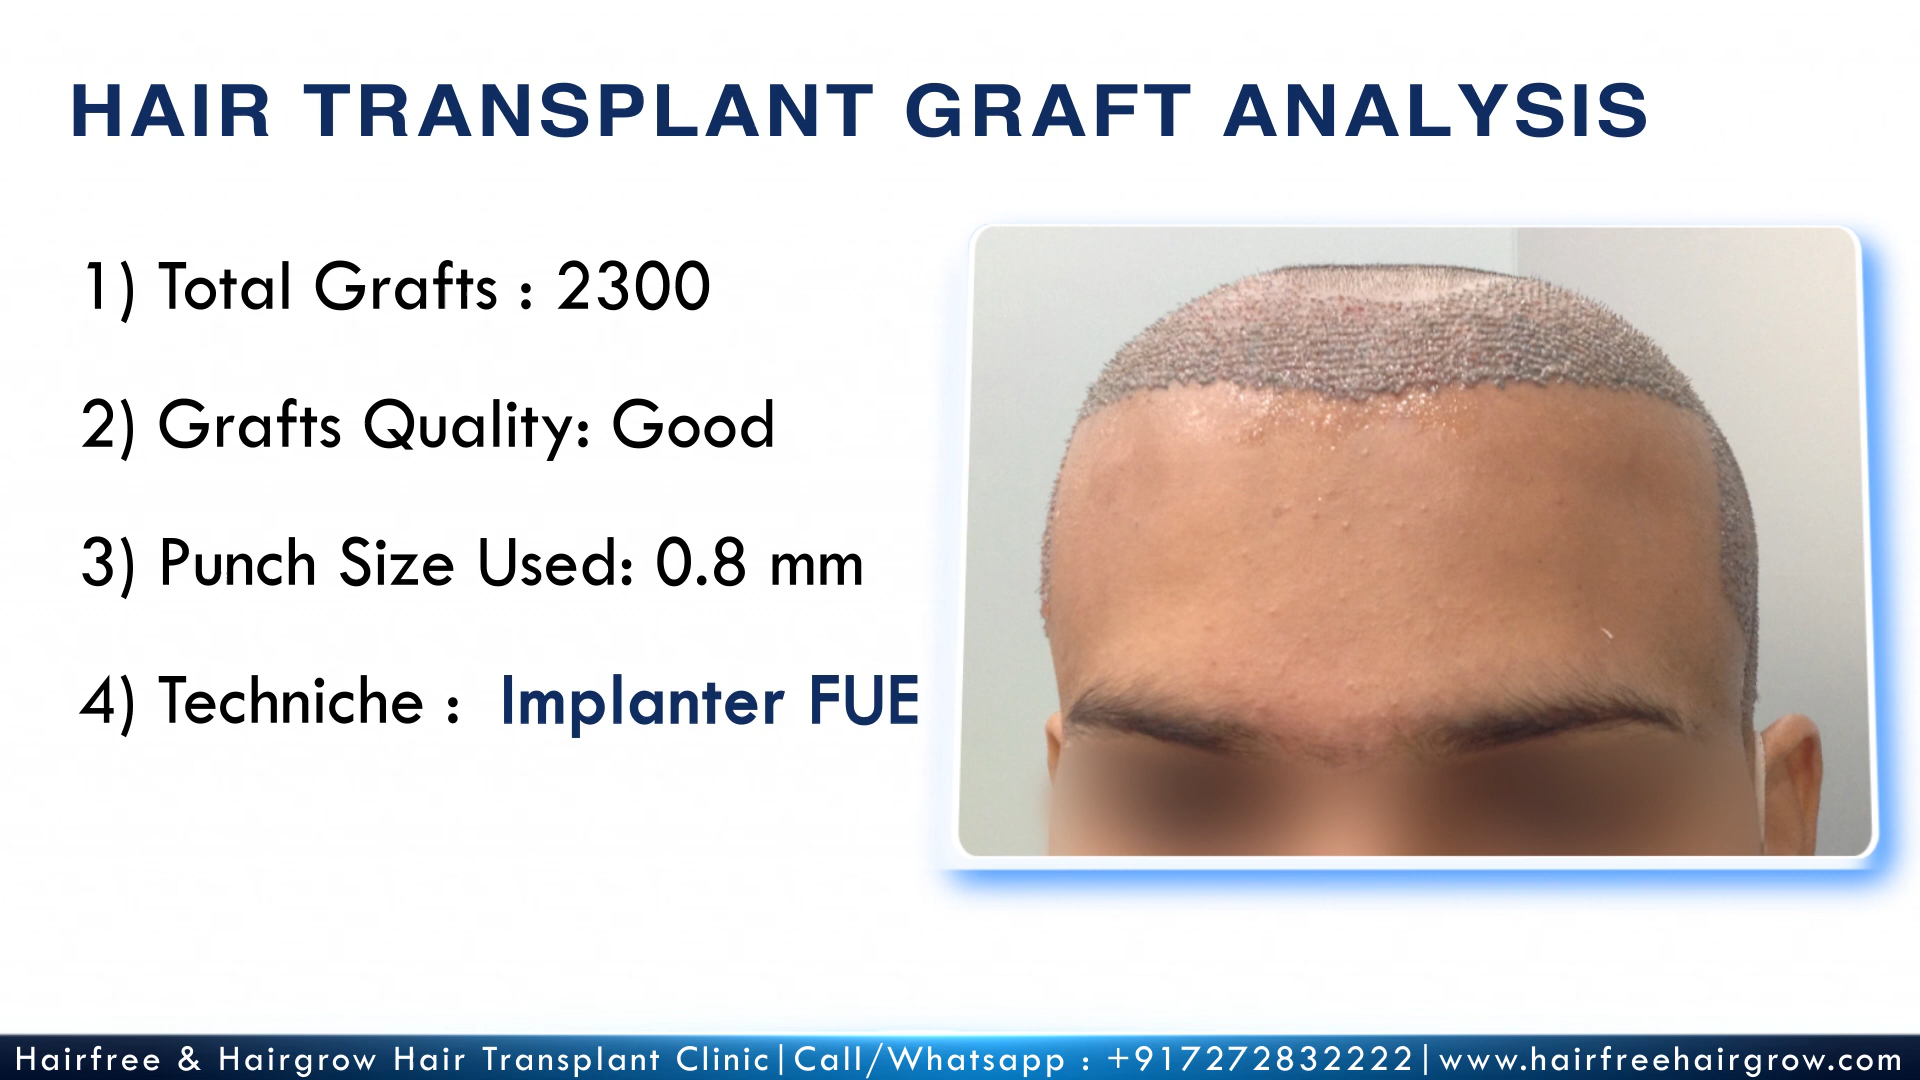 HAIR TRANSPLANT GRAFT ANALYSIS
1) Total Grafts : 2300
2) Grafts Quality: Good
3) Punch Size Used: 0.8 mm
4) Techniche : Implanter FUE
Hairfree & Hairgrow Hair Transplant Clinic|Call/Whatsapp : +917272832222|www.hairfreehairgrow.com